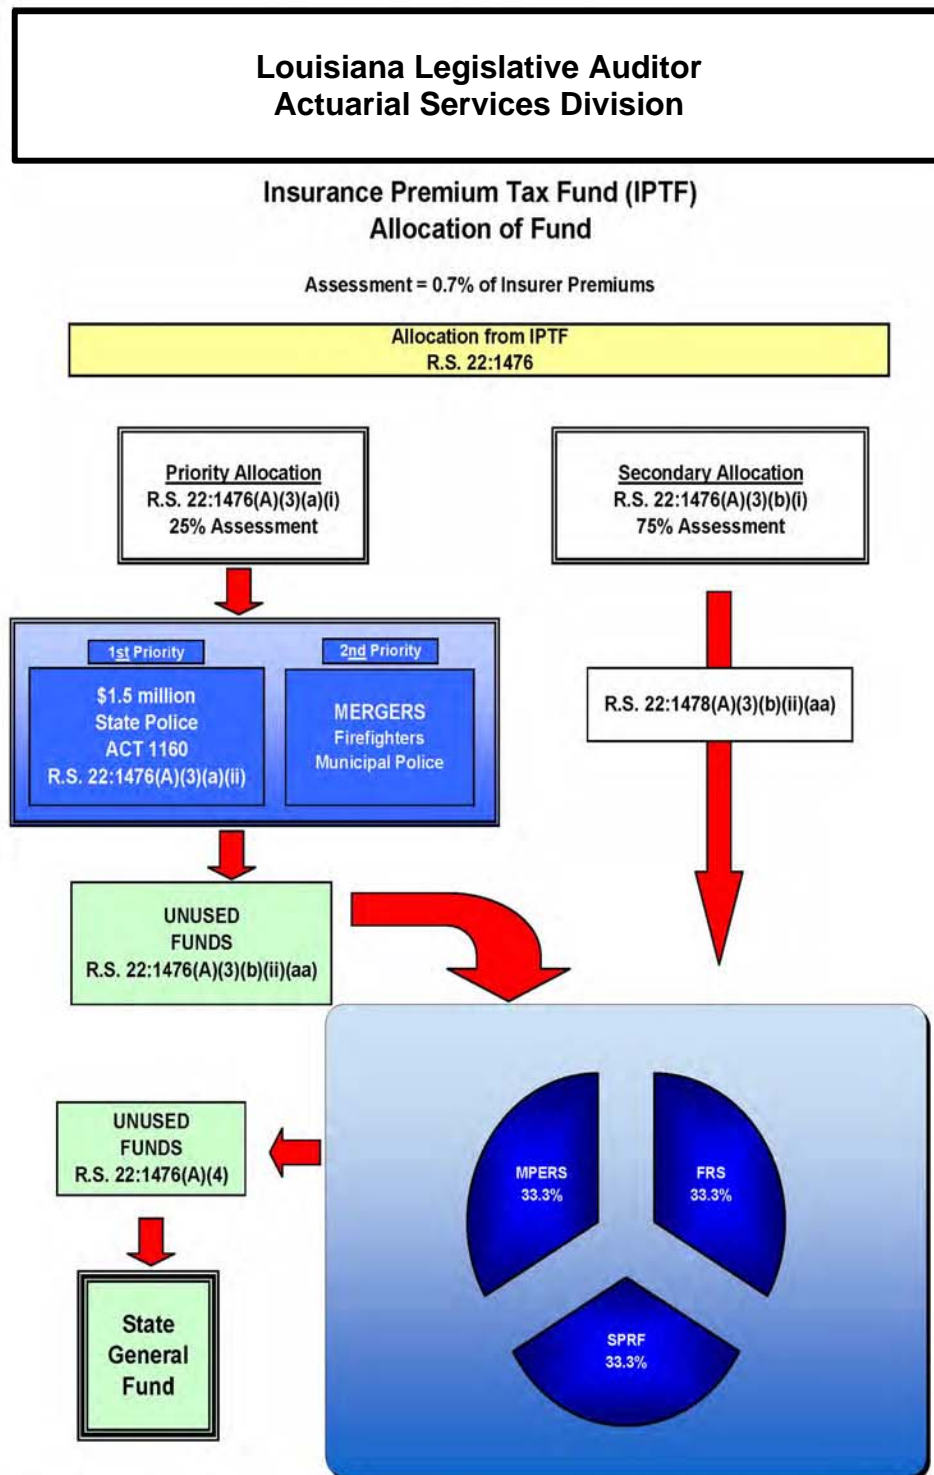 Louisiana Legislative Auditor
Actuarial Services Division
Insurance Premium Tax Fund (IPTF)
Allocation of Fund
Assessment = 0.7% of Insurer Premiums
Allocation from IPTF
R.S. 22:1476
Priority Allocation
R.S. 22:1476(A)(3)(a)(i)
25% Assessment
Secondary Allocation
R.S. 22:1476(A)(3)(b)(i)
75% Assessment
1st Priority
$1.5 million
State Police
ACT 1160
R.S. 22:1476(A)(3)(a)(ii)
2nd Priority
MERGERS
Firefighters
Municipal Police
R.S. 22:1478(A)(3)(b)(ii)(aa)
UNUSED
FUNDS
R.S. 22:1476(A)(3)(b)(ii)(aa)
MPERS
33.3%
FRS
33.3%
SPRF
33.3%
UNUSED
FUNDS
R.S. 22:1476(A)(4)
State
General
Fund